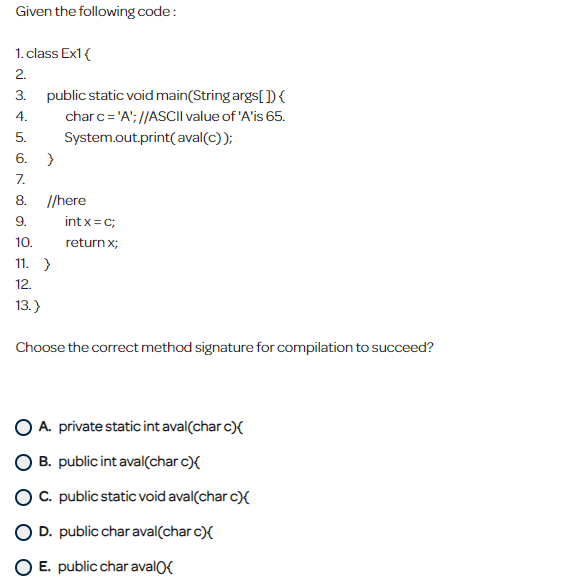 Given the following code :
1. class Ex1 {
2.
3. public static void main(String args[ ]) {
4. char c = 'A'; //ASCII value of 'A'is 65.
5. System.out.print( aval(c) );
6. }
7.
8. //here
9. int x = c;
10. return x;
11. }
12.
13. }
Choose the correct method signature for compilation to succeed?
A. private static int aval(char c){
B. public int aval(char c){
C. public static void aval(char c){
D. public char aval(char c){
E. public char aval(){